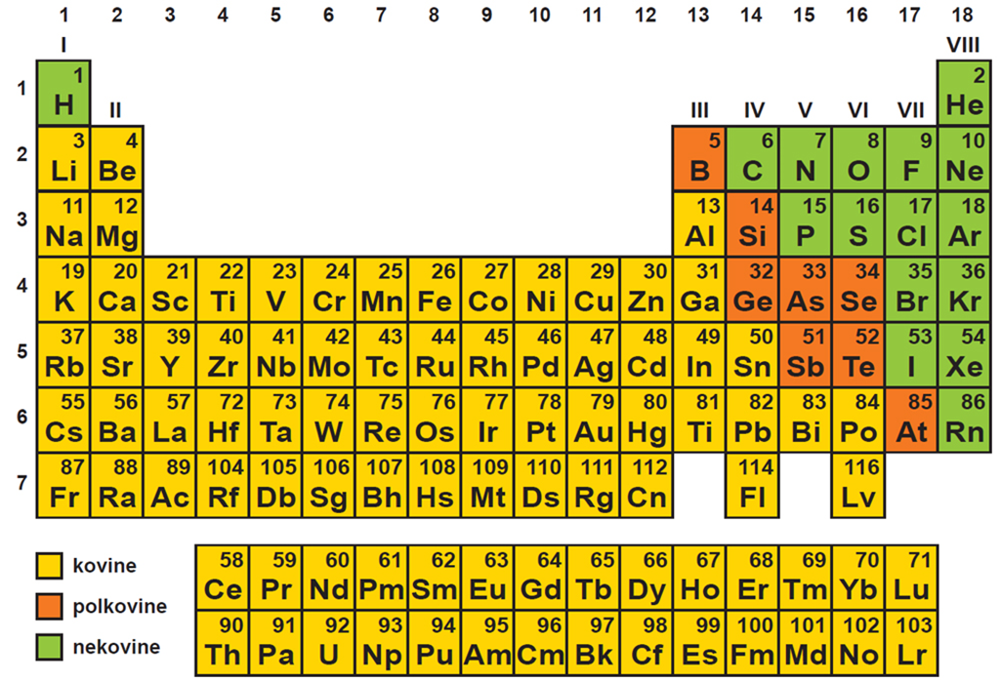 1 2 3 4 5 6 7 8 9 10 11 12 13 14 15 16 17 18
I VIII
1 1 2
H He
II III IV V VI VII
2 3 4 5 6 7 8 9 10
Li Be B C N O F Ne
3 11 12 13 14 15 16 17 18
Na Mg Al Si P S Cl Ar
4 19 20 21 22 23 24 25 26 27 28 29 30 31 32 33 34 35 36
K Ca Sc Ti V Cr Mn Fe Co Ni Cu Zn Ga Ge As Se Br Kr
5 37 38 39 40 41 42 43 44 45 46 47 48 49 50 51 52 53 54
Rb Sr Y Zr Nb Mo Tc Ru Rh Pd Ag Cd In Sn Sb Te I Xe
6 55 56 57 72 73 74 75 76 77 78 79 80 81 82 83 84 85 86
Cs Ba La Hf Ta W Re Os Ir Pt Au Hg Ti Pb Bi Po At Rn
7 87 88 89 104 105 106 107 108 109 110 111 112 114 116
Fr Ra Ac Rf Db Sg Bh Hs Mt Ds Rg Cn Fl Lv
kovine
polkovine
nekovine
58 59 60 61 62 63 64 65 66 67 68 69 70 71
Ce Pr Nd Pm Sm Eu Gd Tb Dy Ho Er Tm Yb Lu
90 91 92 93 94 95 96 97 98 99 100 101 102 103
Th Pa U Np Pu Am Cm Bk Cf Es Fm Md No Lr